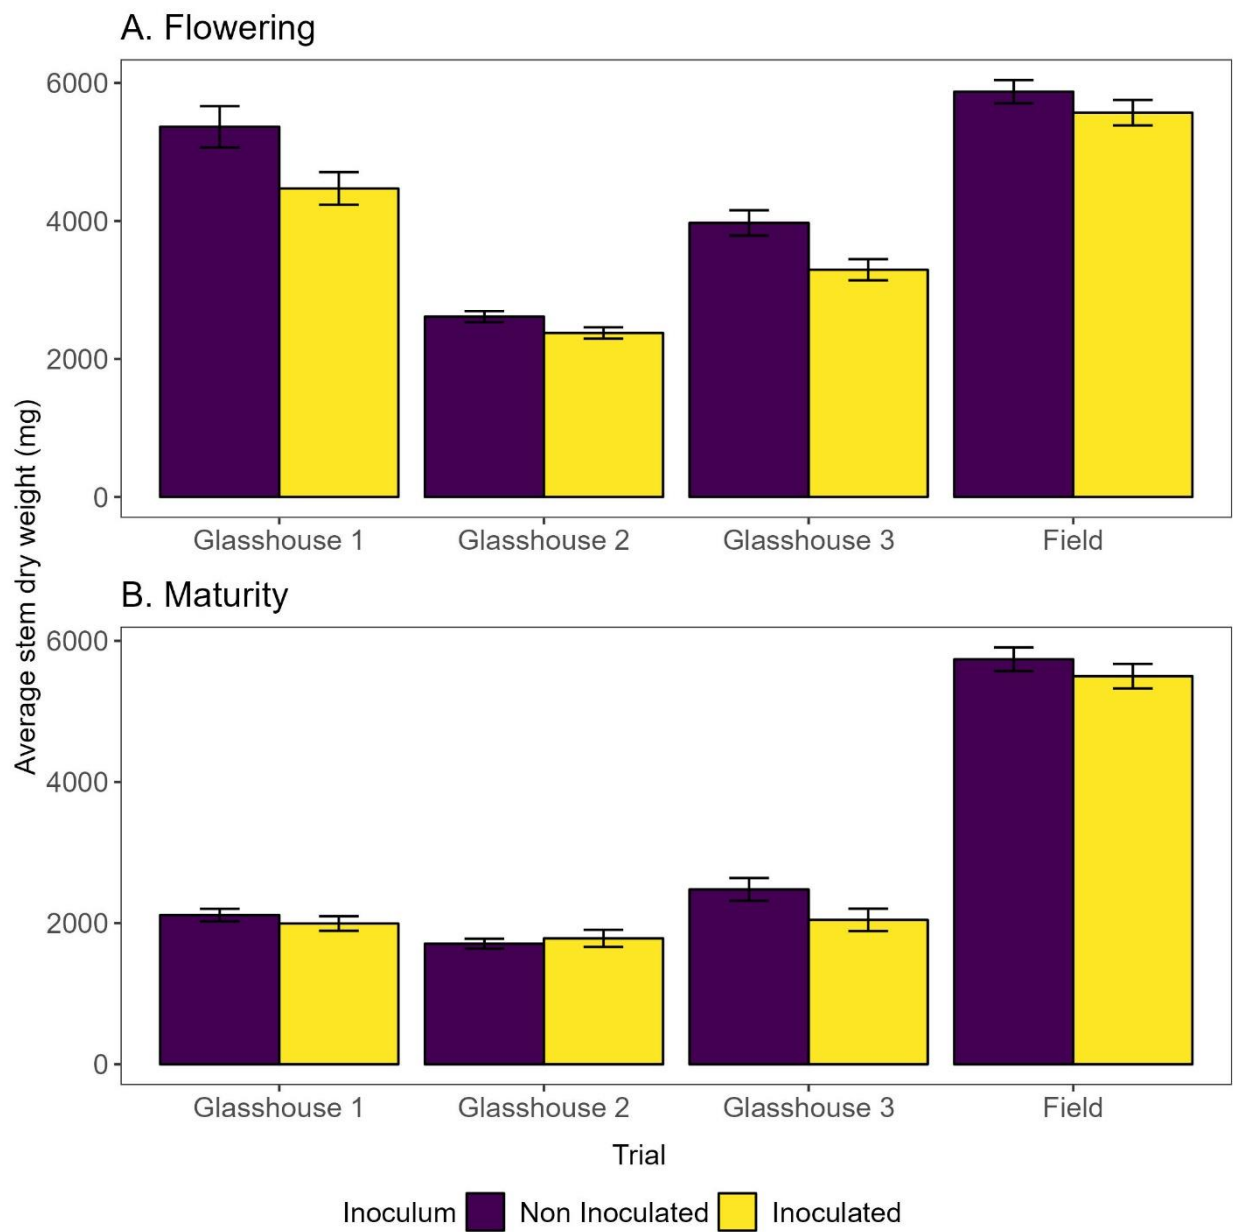 A. Flowering
6000
4000
2000
0
Glasshouse 1 Glasshouse 2 Glasshouse 3 Field
Average stem dry weight (mg)
B. Maturity
6000
4000
2000
0
Glasshouse 1 Glasshouse 2 Glasshouse 3 Field
Trial
Inoculum Non Inoculated Inoculated